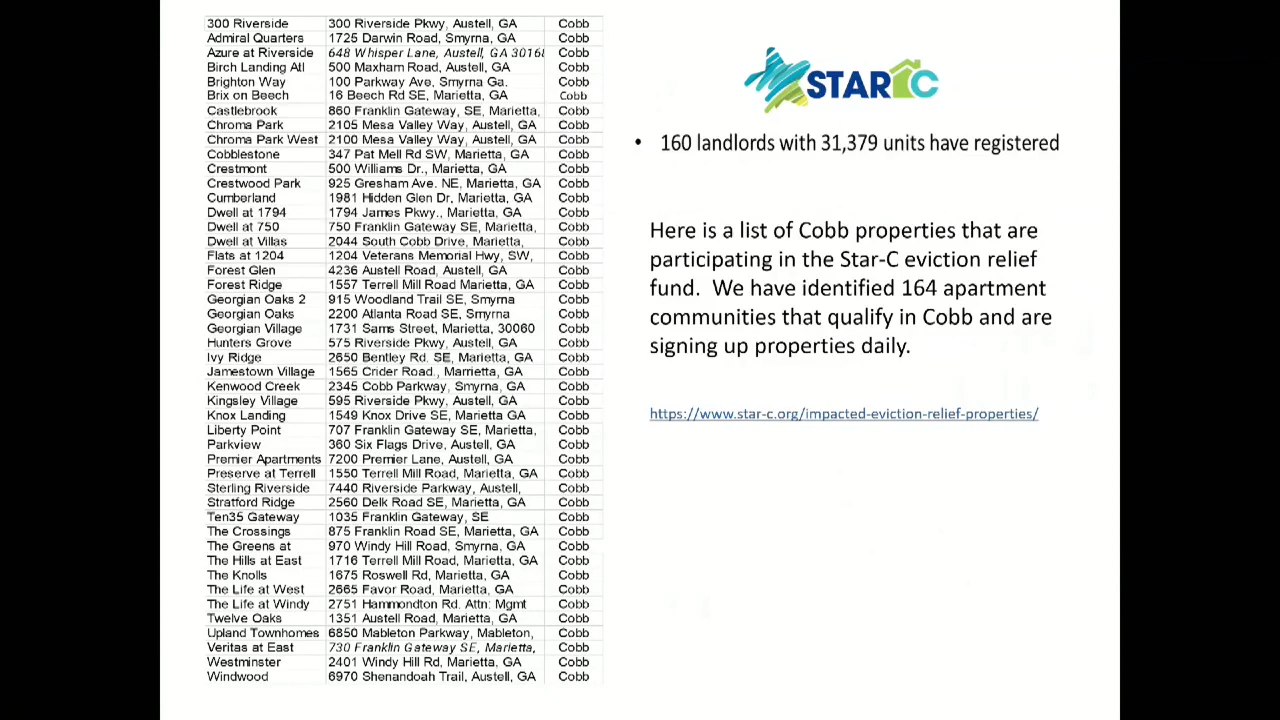 300 Riverside 300 Riverside Pkwy, Austell, GA Cobb
Admiral Quarters 1725 Darwin Road, Smyrna, GA Cobb
Azure at Riverside 648 Whisper Lane, Austell, GA 30168 Cobb
Birch Landing Atl 500 Maxham Road, Austell, GA Cobb
Brighton Way 100 Parkway Ave, Smyrna Ga. Cobb
Brix on Beech 16 Beech Rd SE, Marietta, GA Cobb
Castlebrook 860 Franklin Gateway, SE, Marietta, Cobb
Chroma Park 2105 Mesa Valley Way, Austell, GA Cobb
Chroma Park West 2100 Mesa Valley Way, Austell, GA Cobb
Cobblestone 347 Pat Mell Rd SW, Marietta, GA Cobb
Crestmont 500 Williams Dr., Marietta, GA Cobb
Crestwood Park 925 Gresham Ave. NE, Marietta, GA Cobb
Cumberland 1981 Hidden Glen Dr, Marietta, GA Cobb
Dwell at 1794 1794 James Pkwy., Marietta, GA Cobb
Dwell at 750 750 Franklin Gateway SE, Marietta, Cobb
Dwell at Villas 2044 South Cobb Drive, Marietta, Cobb
Flats at 1204 1204 Veterans Memorial Hwy, SW, Cobb
Forest Glen 4236 Austell Road, Austell, GA Cobb
Forest Ridge 1557 Terrell Mill Road Marietta, GA Cobb
Georgian Oaks 2 915 Woodland Trail SE, Smyrna Cobb
Georgian Oaks 2200 Atlanta Road SE, Smyrna Cobb
Georgian Village 1731 Sams Street, Marietta, 30060 Cobb
Hunters Grove 575 Riverside Pkwy, Austell, GA Cobb
Ivy Ridge 2650 Bentley Rd. SE, Marietta, GA Cobb
Jamestown Village 1565 Crider Road., Marrietta, GA Cobb
Kenwood Creek 2345 Cobb Parkway, Smyrna, GA Cobb
Kingsley Village 595 Riverside Pkwy, Austell, GA Cobb
Knox Landing 1549 Knox Drive SE, Marietta GA Cobb
Liberty Point 707 Franklin Gateway SE, Marietta, Cobb
Parkview 360 Six Flags Drive, Austell, GA Cobb
Premier Apartments 7200 Premier Lane, Austell, GA Cobb
Preserve at Terrell 1550 Terrell Mill Road, Marietta, GA Cobb
Sterling Riverside 7440 Riverside Parkway, Austell, Cobb
Stratford Ridge 2560 Delk Road SE, Marietta, GA Cobb
Ten35 Gateway 1035 Franklin Gateway, SE Cobb
The Crossings 875 Franklin Road SE, Marietta, GA Cobb
The Greens at 970 Windy Hill Road, Smyrna, GA Cobb
The Hills at East 1716 Terrell Mill Road, Marietta, GA Cobb
The Knolls 1675 Roswell Rd, Marietta, GA Cobb
The Life at West 2665 Favor Road, Marietta, GA Cobb
The Life at Windy 2751 Hammondton Rd. Attn: Mgmt Cobb
Twelve Oaks 1351 Austell Road, Marietta, GA Cobb
Upland Townhomes 6850 Mableton Parkway, Mableton, Cobb
Veritas at East 730 Franklin Gateway SE, Marietta, Cobb
Westminster 2401 Windy Hill Rd, Marietta, GA Cobb
Windwood 6970 Shenandoah Trail, Austell, GA Cobb
STAR C
• 160 landlords with 31,379 units have registered
Here is a list of Cobb properties that are
participating in the Star-C eviction relief
fund. We have identified 164 apartment
communities that qualify in Cobb and are
signing up properties daily.
https://www.star-c.org/impacted-eviction-relief-properties/